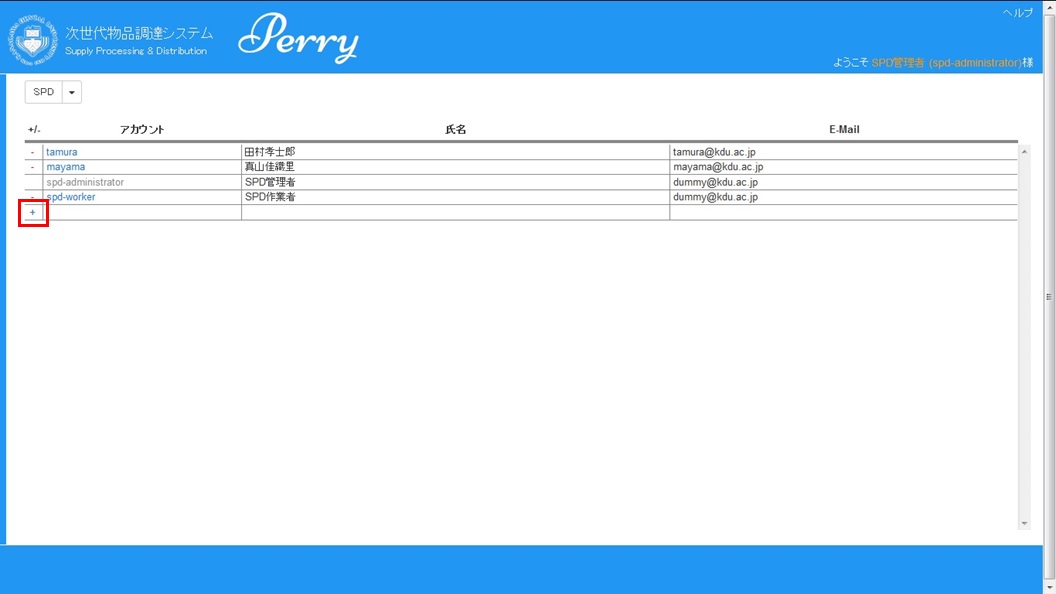 ヘルプ
次世代物品調達システム
Supply Processing & Distribution
Perry
ようこそ SPD管理者 (spd-administrator)様
SPD
+/- アカウント 氏名 E-Mail
- tamura 田村孝士郎 tamura@kdu.ac.jp
- mayama 真山佳織里 mayama@kdu.ac.jp
spd-administrator SPD管理者 dummy@kdu.ac.jp
- spd-worker SPD作業者 dummy@kdu.ac.jp
+